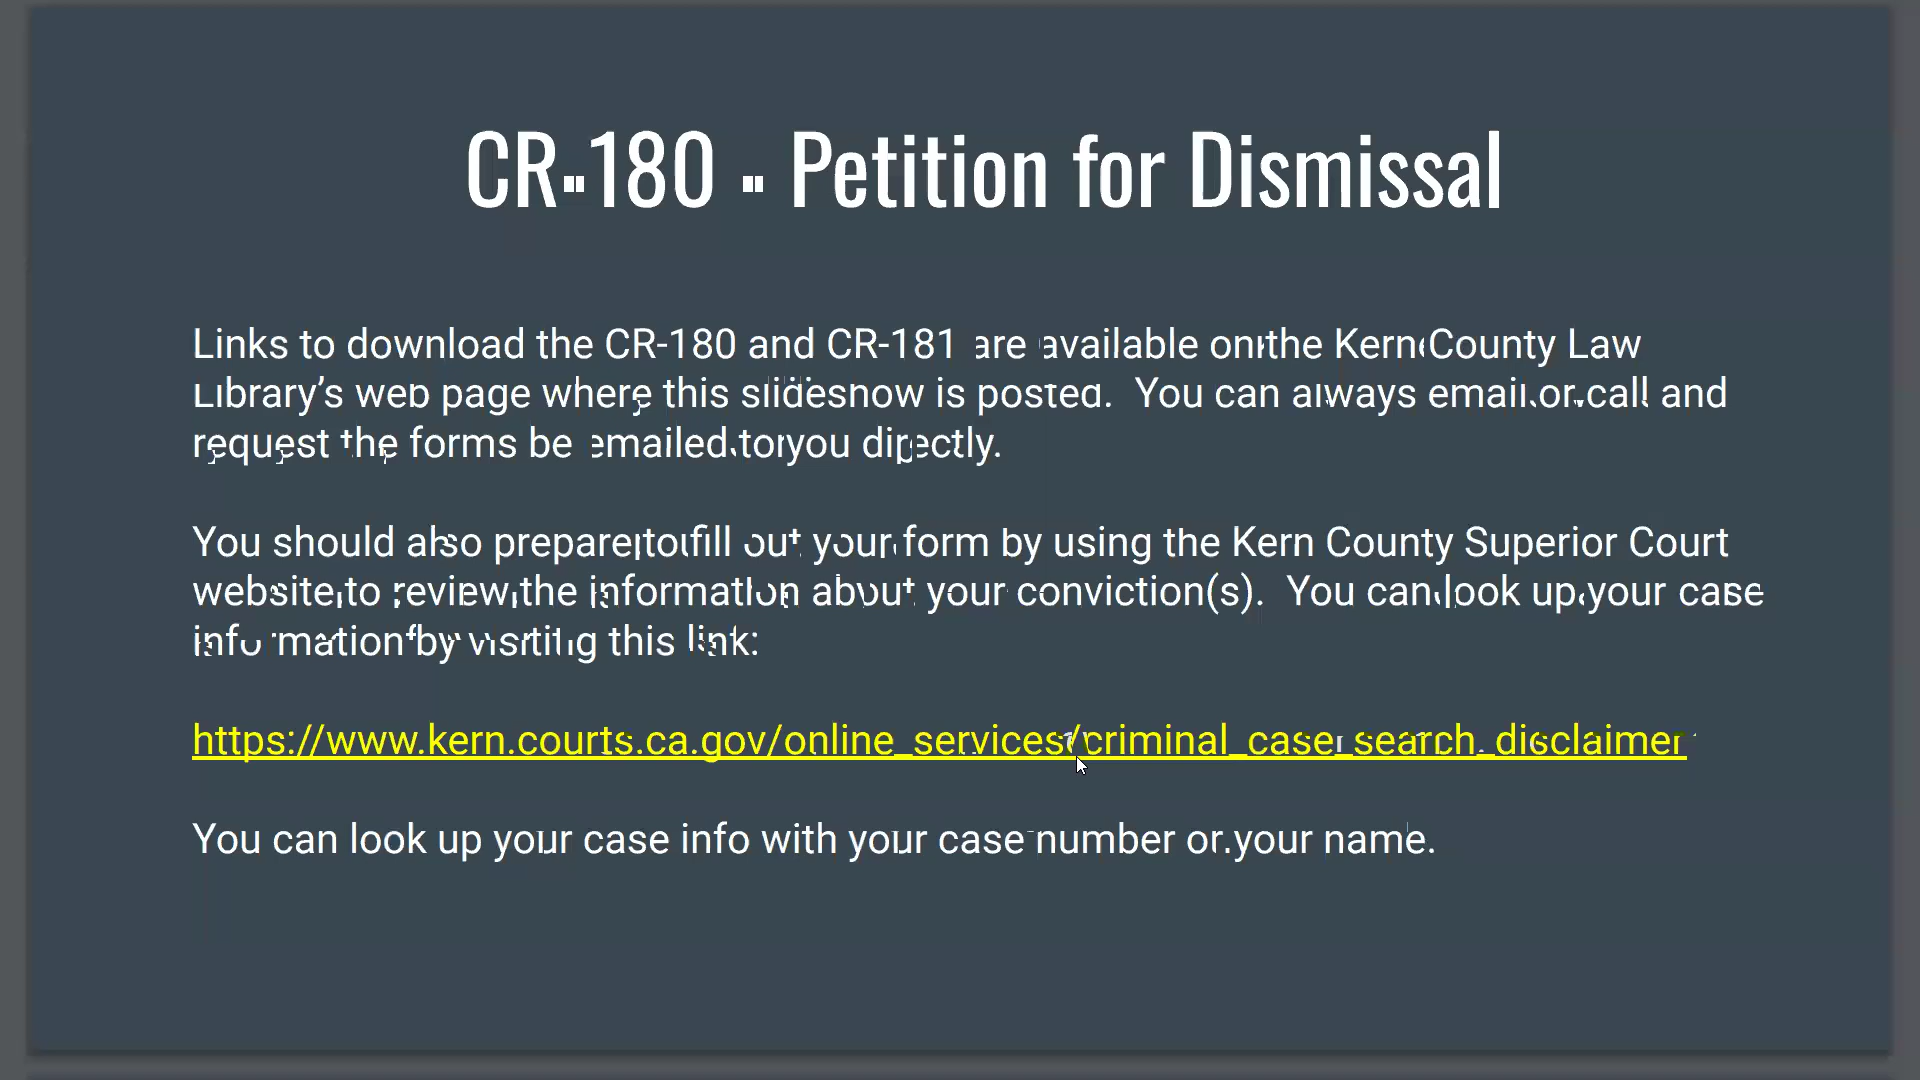 CR-180 - Petition for Dismissal
Links to download the CR-180 and CR-181 are available on the Kern County Law
Library’s web page where this slideshow is posted. You can always email or call and
request the forms be emailed to you directly.
You should also prepare to fill out your form by using the Kern County Superior Court
website to review the information about your conviction(s). You can look up your case
information by visiting this link:
https://www.kern.courts.ca.gov/online_services/criminal_case_search_disclaimer
You can look up your case info with your case number or your name.